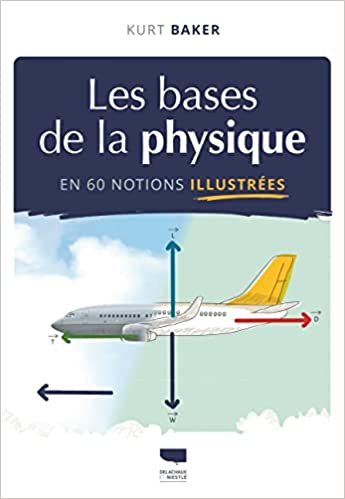 KURT BAKER
Les bases
de la physique
EN 60 NOTIONS ILLUSTRÉES
L
T
D
W
DELACHAUX
ET NIESTLÉ